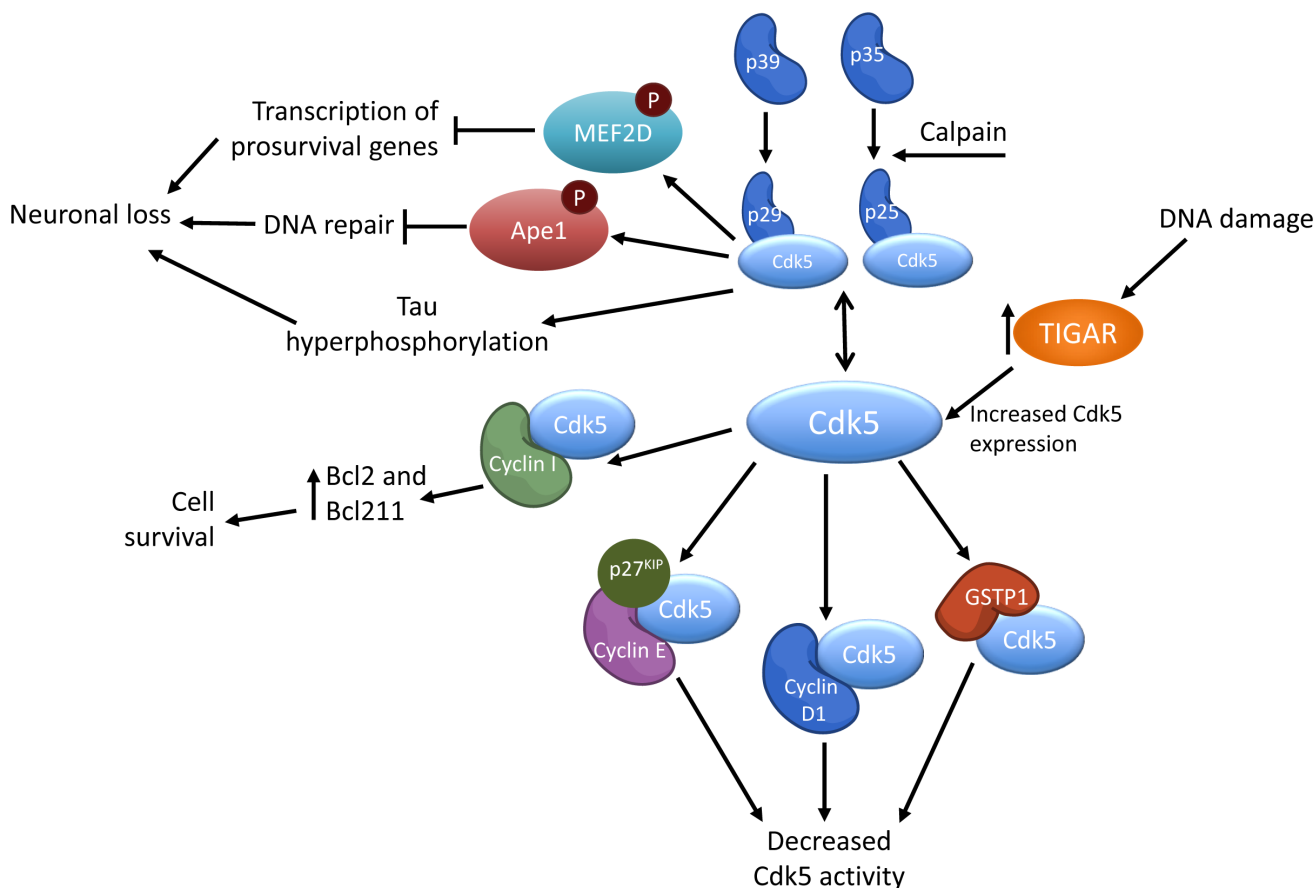 p39
p35
P
Transcription of
prosurvival genes
MEF2D
Calpain
P
Neuronal loss
DNA repair
Ape1
p29
p25
Cdk5
Cdk5
DNA damage
Tau
hyperphosphorylation
TIGAR
Cdk5
Increased Cdk5
expression
Cdk5
Cyclin I
Bcl2 and
Bcl211
Cell
survival
p27KIP
Cdk5
Cyclin E
Cdk5
Cyclin
D1
GSTP1
Cdk5
Decreased
Cdk5 activity